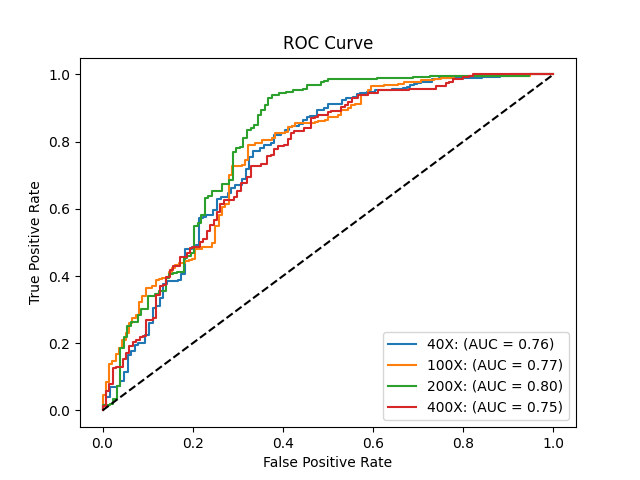 ROC Curve
1.0
0.8
0.6
0.4
0.2
0.0
True Positive Rate
0.0 0.2 0.4 0.6 0.8 1.0
False Positive Rate
40X: (AUC = 0.76)
100X: (AUC = 0.77)
200X: (AUC = 0.80)
400X: (AUC = 0.75)